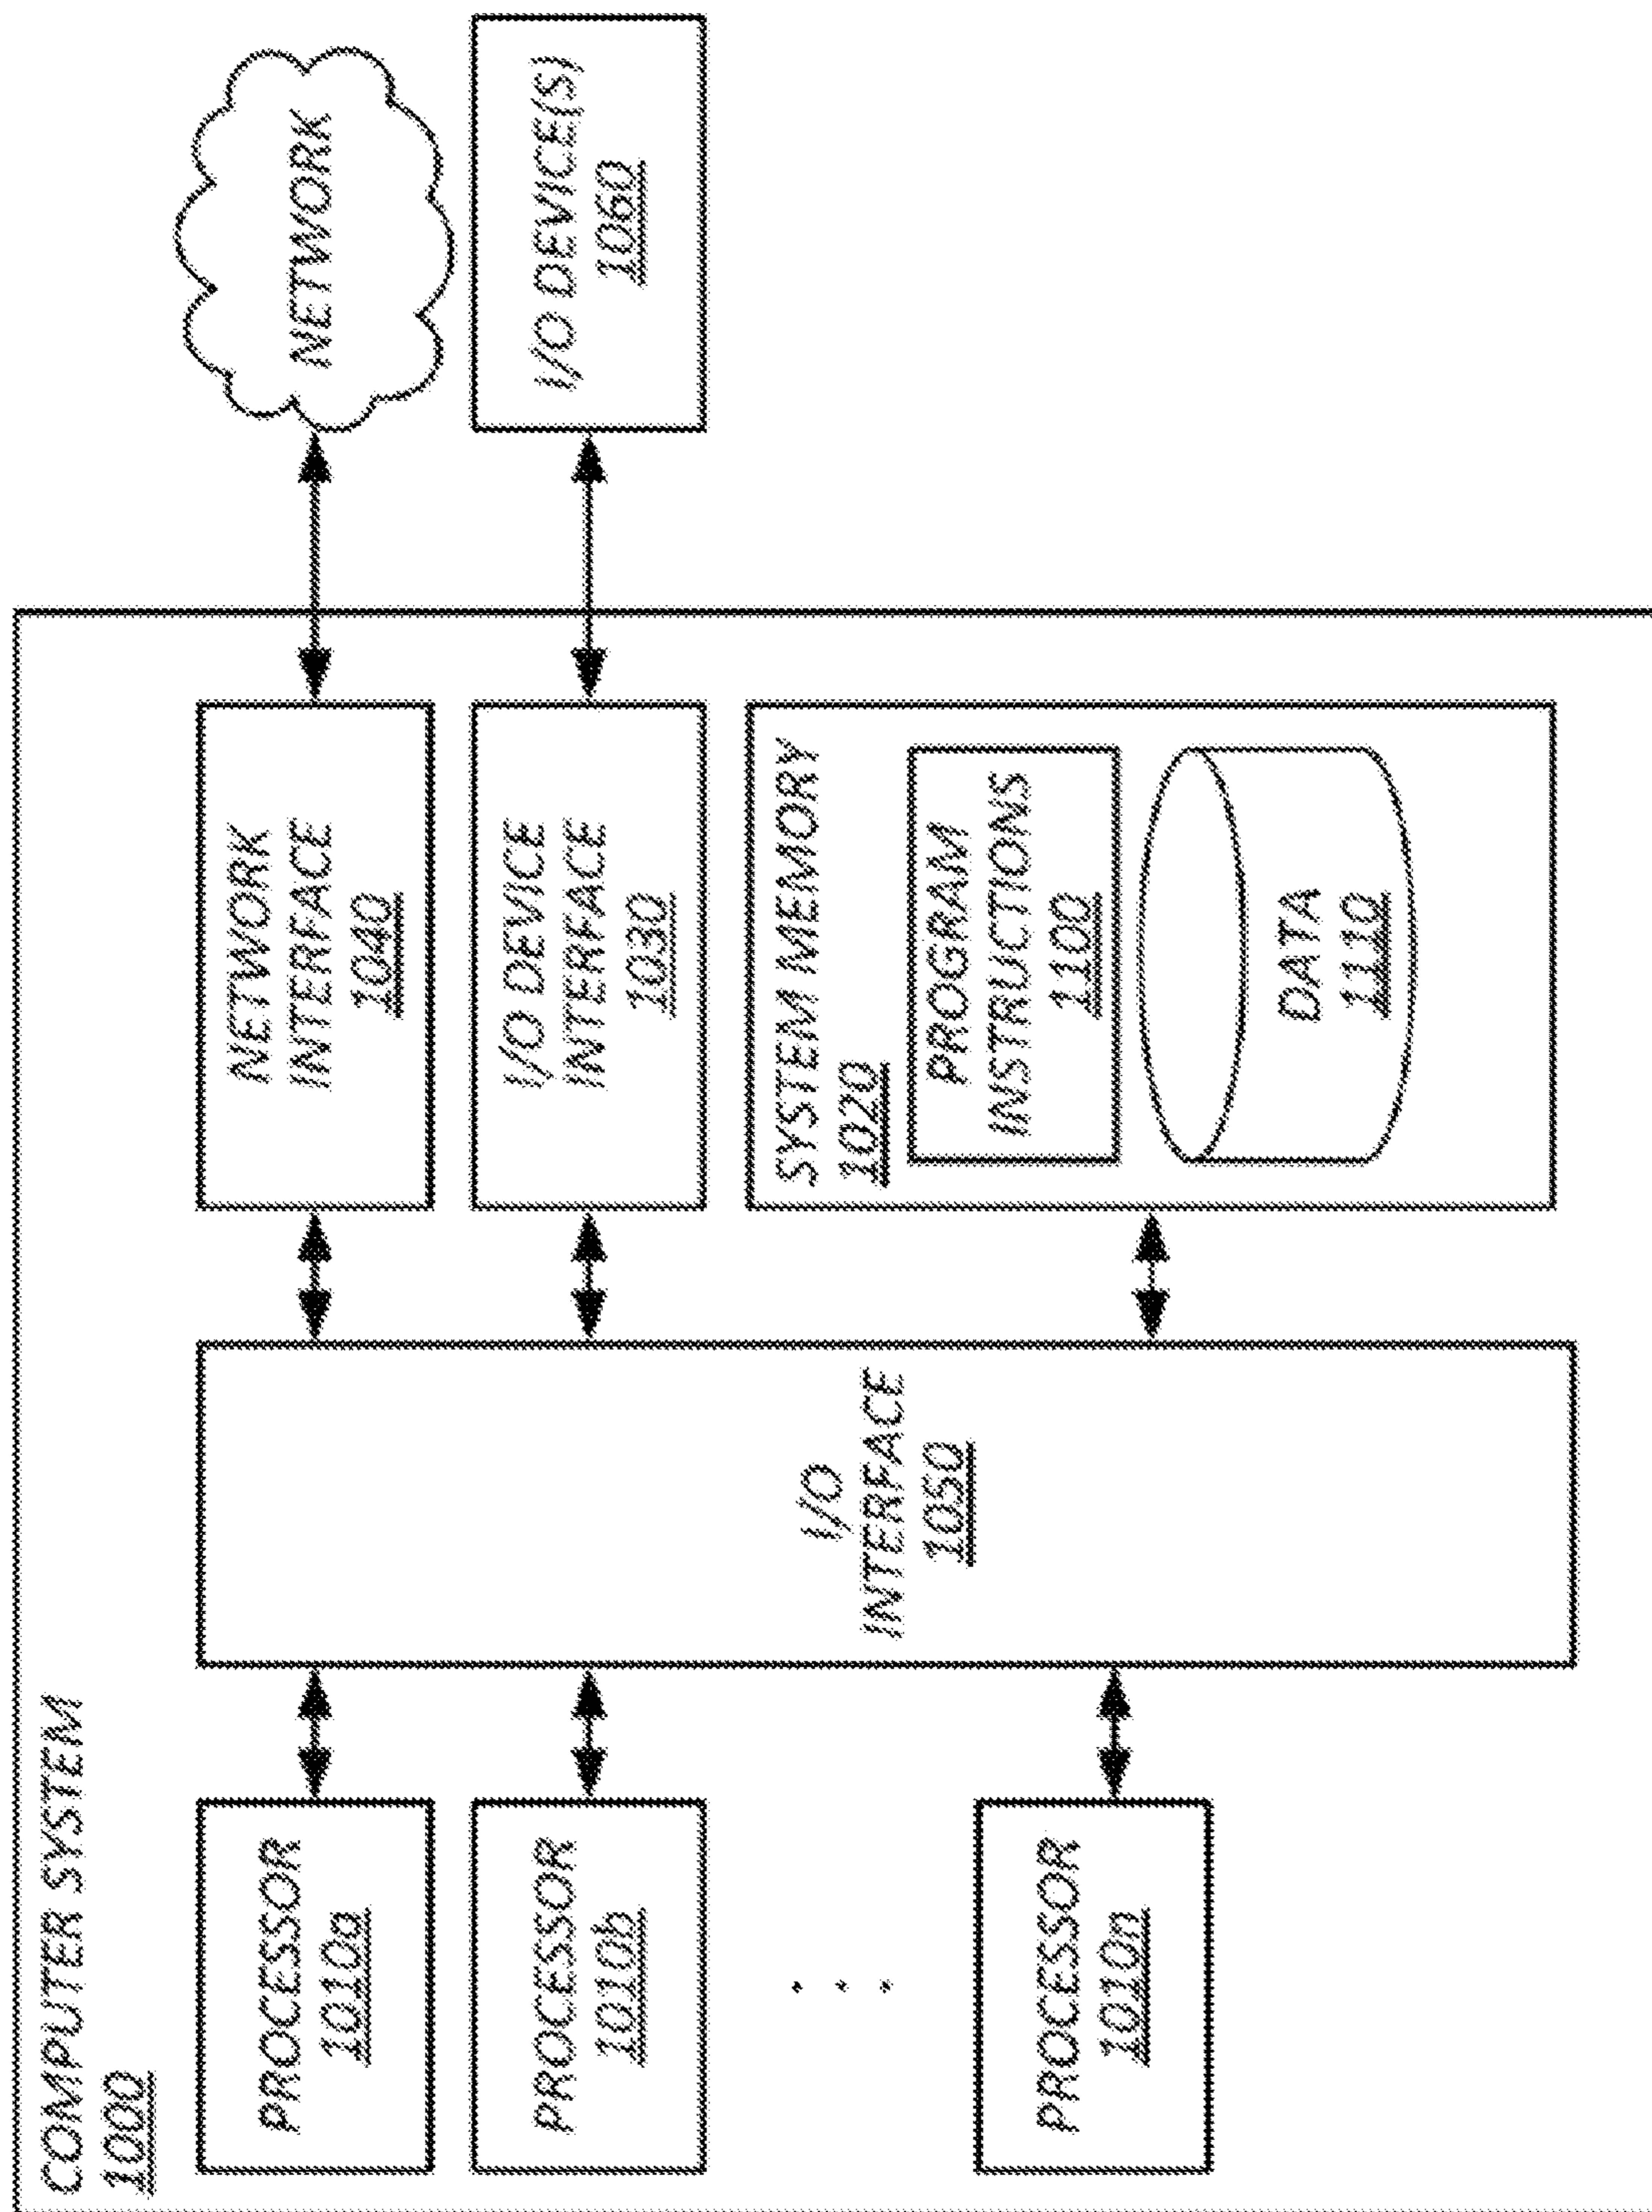 COMPUTER SYSTEM
1000
PROCESSOR
1010a
PROCESSOR
1010b
. . .
PROCESSOR
1010n
I/O
INTERFACE
1050
NETWORK
INTERFACE
1040
I/O DEVICE
INTERFACE
1030
SYSTEM MEMORY
1020
PROGRAM
INSTRUCTIONS
1100
DATA
1110
NETWORK
I/O DEVICE(S)
1060